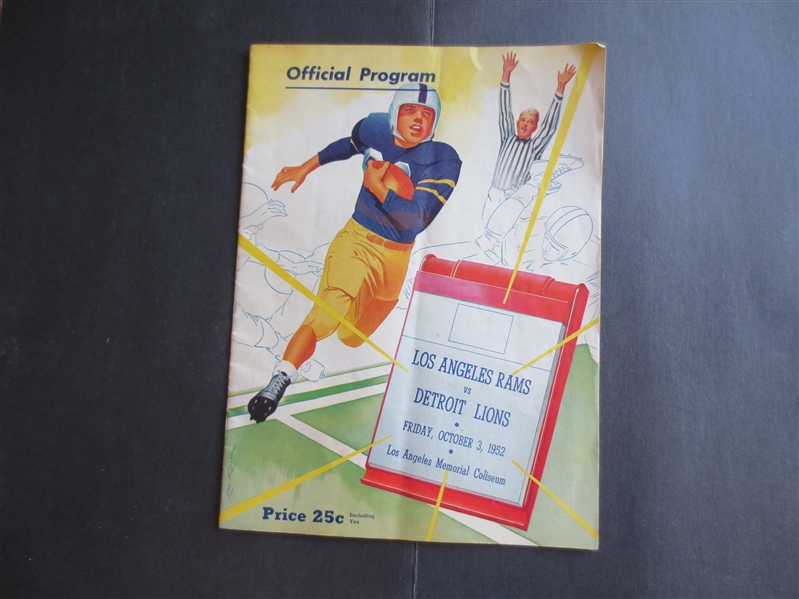 Official Program
LOS ANGELES RAMS
vs
DETROIT LIONS
•
FRIDAY, OCTOBER 3, 1952
•
Los Angeles Memorial Coliseum
Price 25c Including
Tax